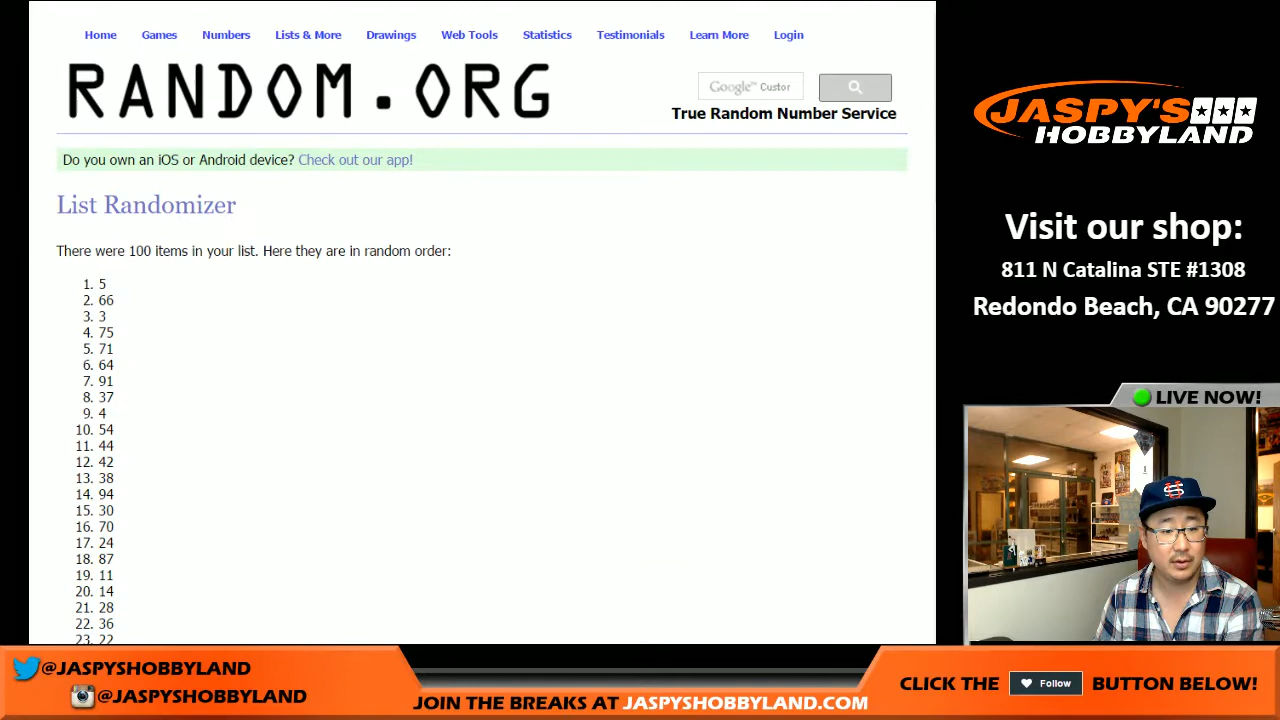 Home Games Numbers Lists & More Drawings Web Tools Statistics Testimonials Learn More Login
RANDOM.ORG
Google™ Custor
True Random Number Service
Do you own an iOS or Android device? Check out our app!
List Randomizer
There were 100 items in your list. Here they are in random order:
1. 5
2. 66
3. 3
4. 75
5. 71
6. 64
7. 91
8. 37
9. 4
10. 54
11. 44
12. 42
13. 38
14. 94
15. 30
16. 70
17. 24
18. 87
19. 11
20. 14
21. 28
22. 36
23. 22
JASPY'S
HOBBYLAND
Visit our shop:
811 N Catalina STE #1308
Redondo Beach, CA 90277
LIVE NOW!
@JASPYSHOBBYLAND
@JASPYSHOBBYLAND
JOIN THE BREAKS AT JASPYSHOBBYLAND.COM
CLICK THE Follow BUTTON BELOW!